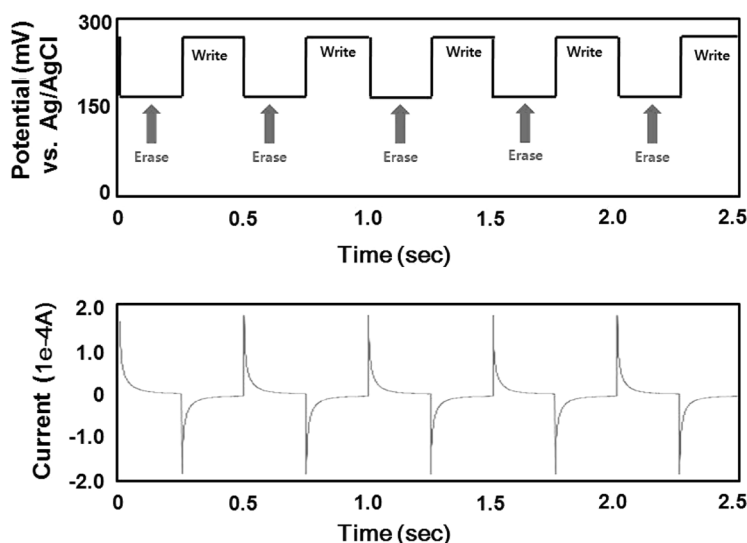 300
150
0
Potential (mV)
vs. Ag/AgCl
Write
Write
Write
Write
Write
Erase
Erase
Erase
Erase
Erase
0
0.5
1.0
1.5
2.0
2.5
Time (sec)
2.0
1.0
0
-1.0
-2.0
Current (1e-4A)
0
0.5
1.0
1.5
2.0
2.5
Time (sec)